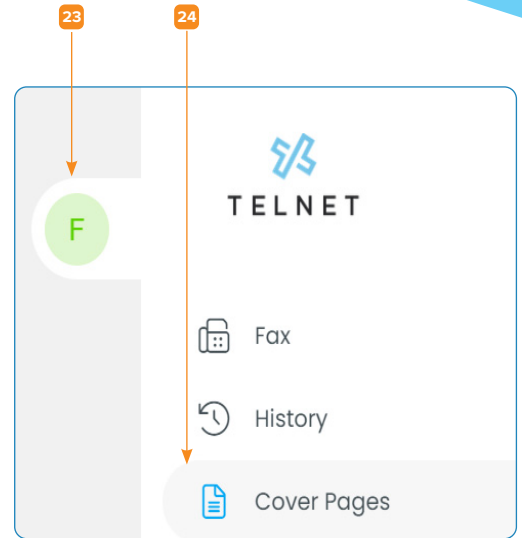 23 24
TELNET
F
Fax
History
Cover Pages